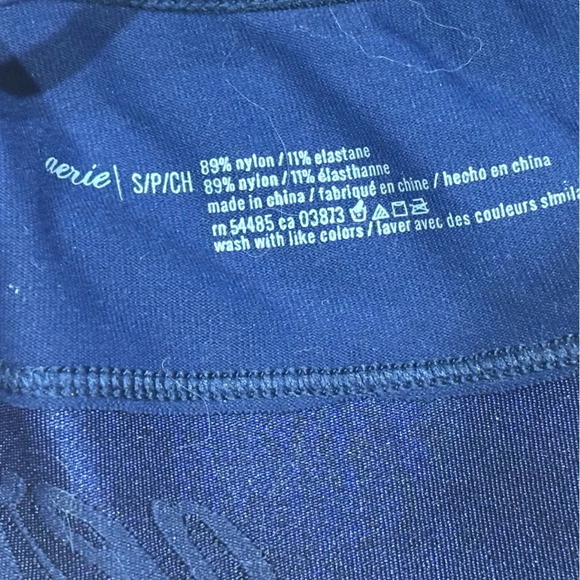 aerie | S/P/CH
89% nylon / 11% elastane
89% nylon / 11% élasthanne
made in china / fabriqué en chine / hecho en china
rn 54485 ca 03873
wash with like colors / laver avec des couleurs